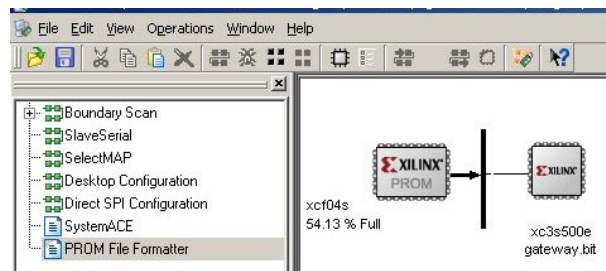 File Edit View Operations Window Help
Boundary Scan
SlaveSerial
SelectMAP
Desktop Configuration
Direct SPI Configuration
SystemACE
PROM File Formatter
XILINX
PROM
xcf04s
54.13 % Full
XILINX
xc3s500e
gateway.bit